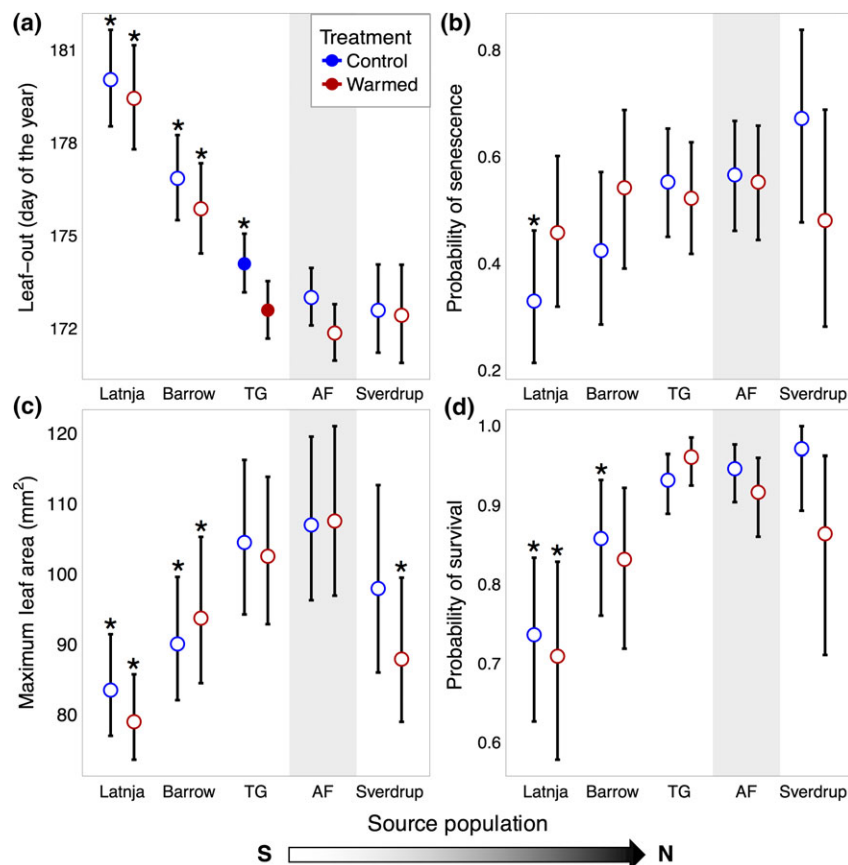 (a)
Leaf−out (day of the year)
181
178
175
172
*
*
*
*
*
Treatment
Control
Warmed
Latnja Barrow TG AF Sverdrup
(b)
Probability of senescence
0.8
0.6
0.4
0.2
*
Latnja Barrow TG AF Sverdrup
(c)
Maximum leaf area (mm²)
120
110
100
90
80
*
*
*
*
*
Latnja Barrow TG AF Sverdrup
(d)
Probability of survival
1.0
0.9
0.8
0.7
0.6
*
*
*
Latnja Barrow TG AF Sverdrup
Source population
S N